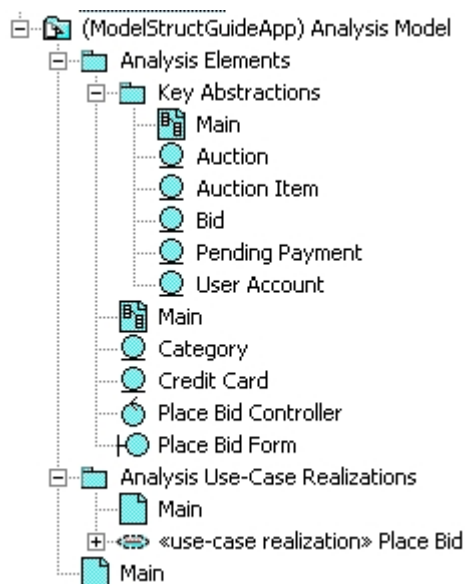 (ModelStructGuideApp) Analysis Model
Analysis Elements
Key Abstractions
Main
Auction
Auction Item
Bid
Pending Payment
User Account
Main
Category
Credit Card
Place Bid Controller
Place Bid Form
Analysis Use-Case Realizations
Main
«use-case realization» Place Bid
Main